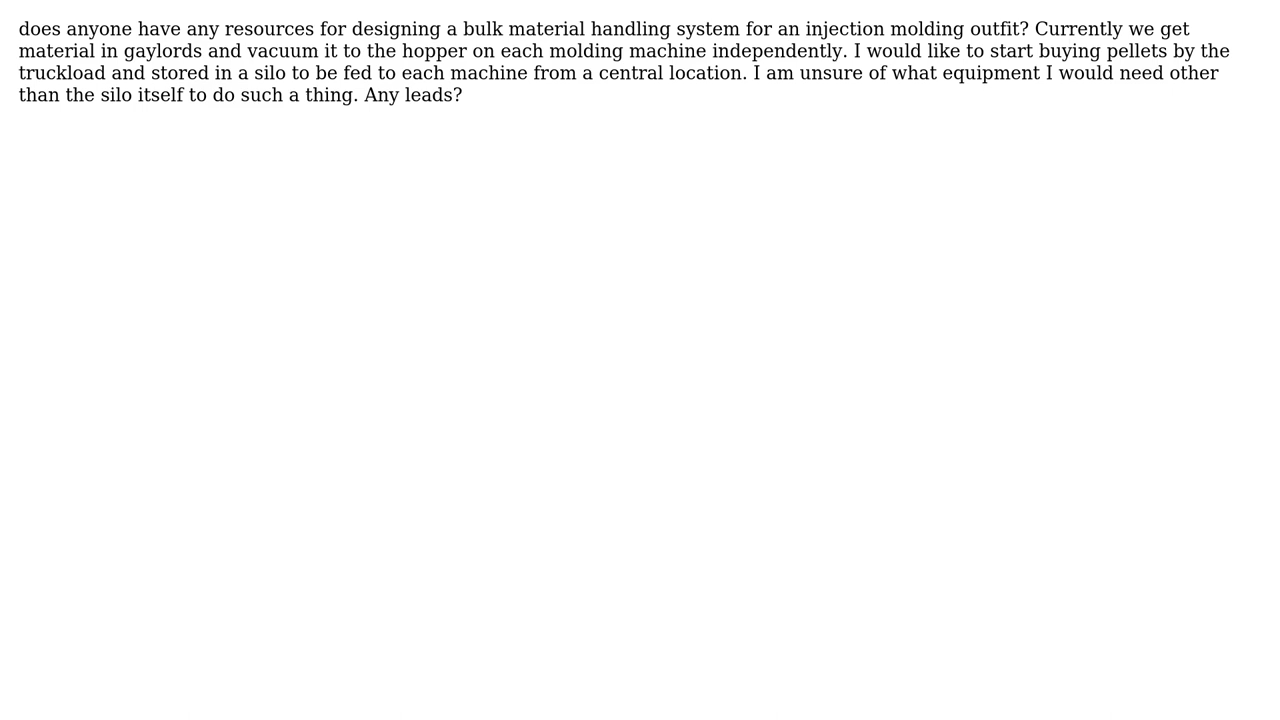 does anyone have any resources for designing a bulk material handling system for an injection molding outfit? Currently we get
material in gaylords and vacuum it to the hopper on each molding machine independently. I would like to start buying pellets by the
truckload and stored in a silo to be fed to each machine from a central location. I am unsure of what equipment I would need other
than the silo itself to do such a thing. Any leads?